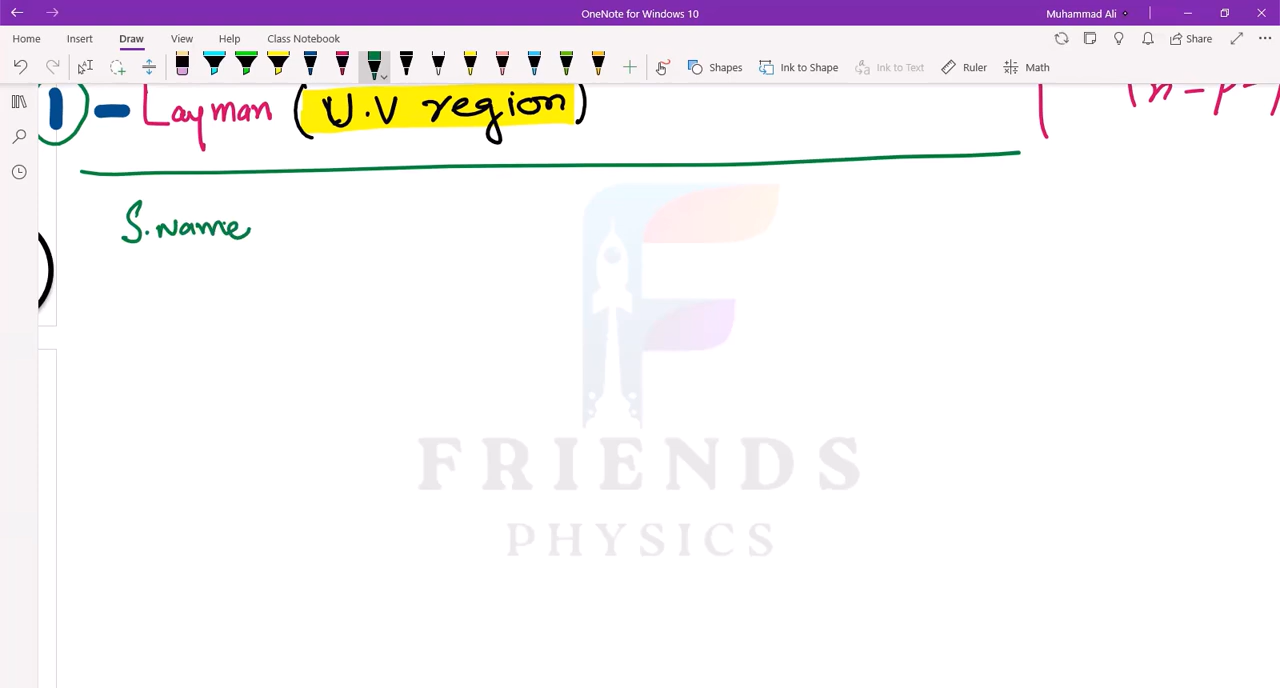 OneNote for Windows 10
Muhammad Ali
Home Insert Draw View Help Class Notebook
Share
Shapes Ink to Shape Ink to Text Ruler Math
1 - Layman (U.V region)
S.Name
FRIENDS
PHYSICS